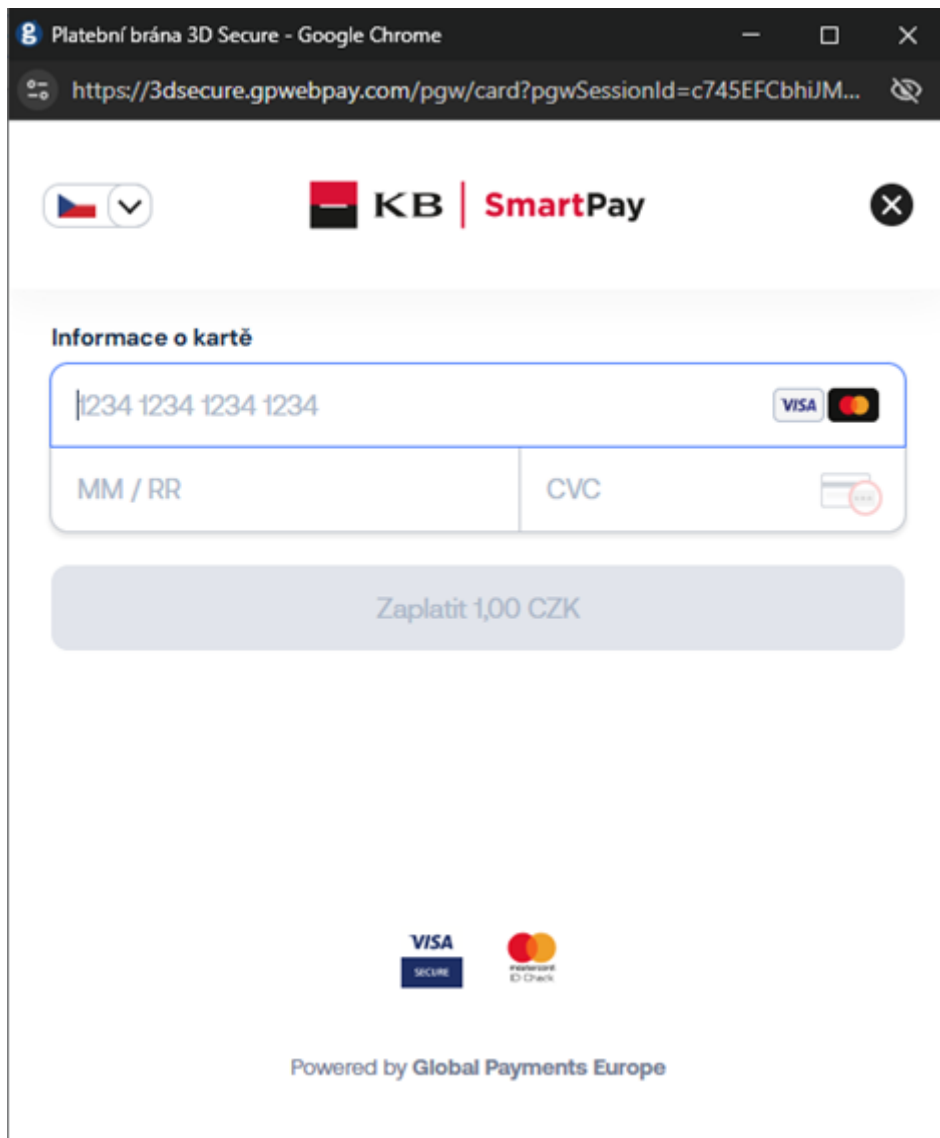 Platební brána 3D Secure - Google Chrome
https://3dsecure.gpwebpay.com/pgw/card?pgwSessionId=c745EFCbhiJM...
KB | SmartPay
Informace o kartě
1234 1234 1234 1234 VISA
MM / RR CVC
Zaplatit 1,00 CZK
VISA
SECURE
mastercard
ID Check
Powered by Global Payments Europe